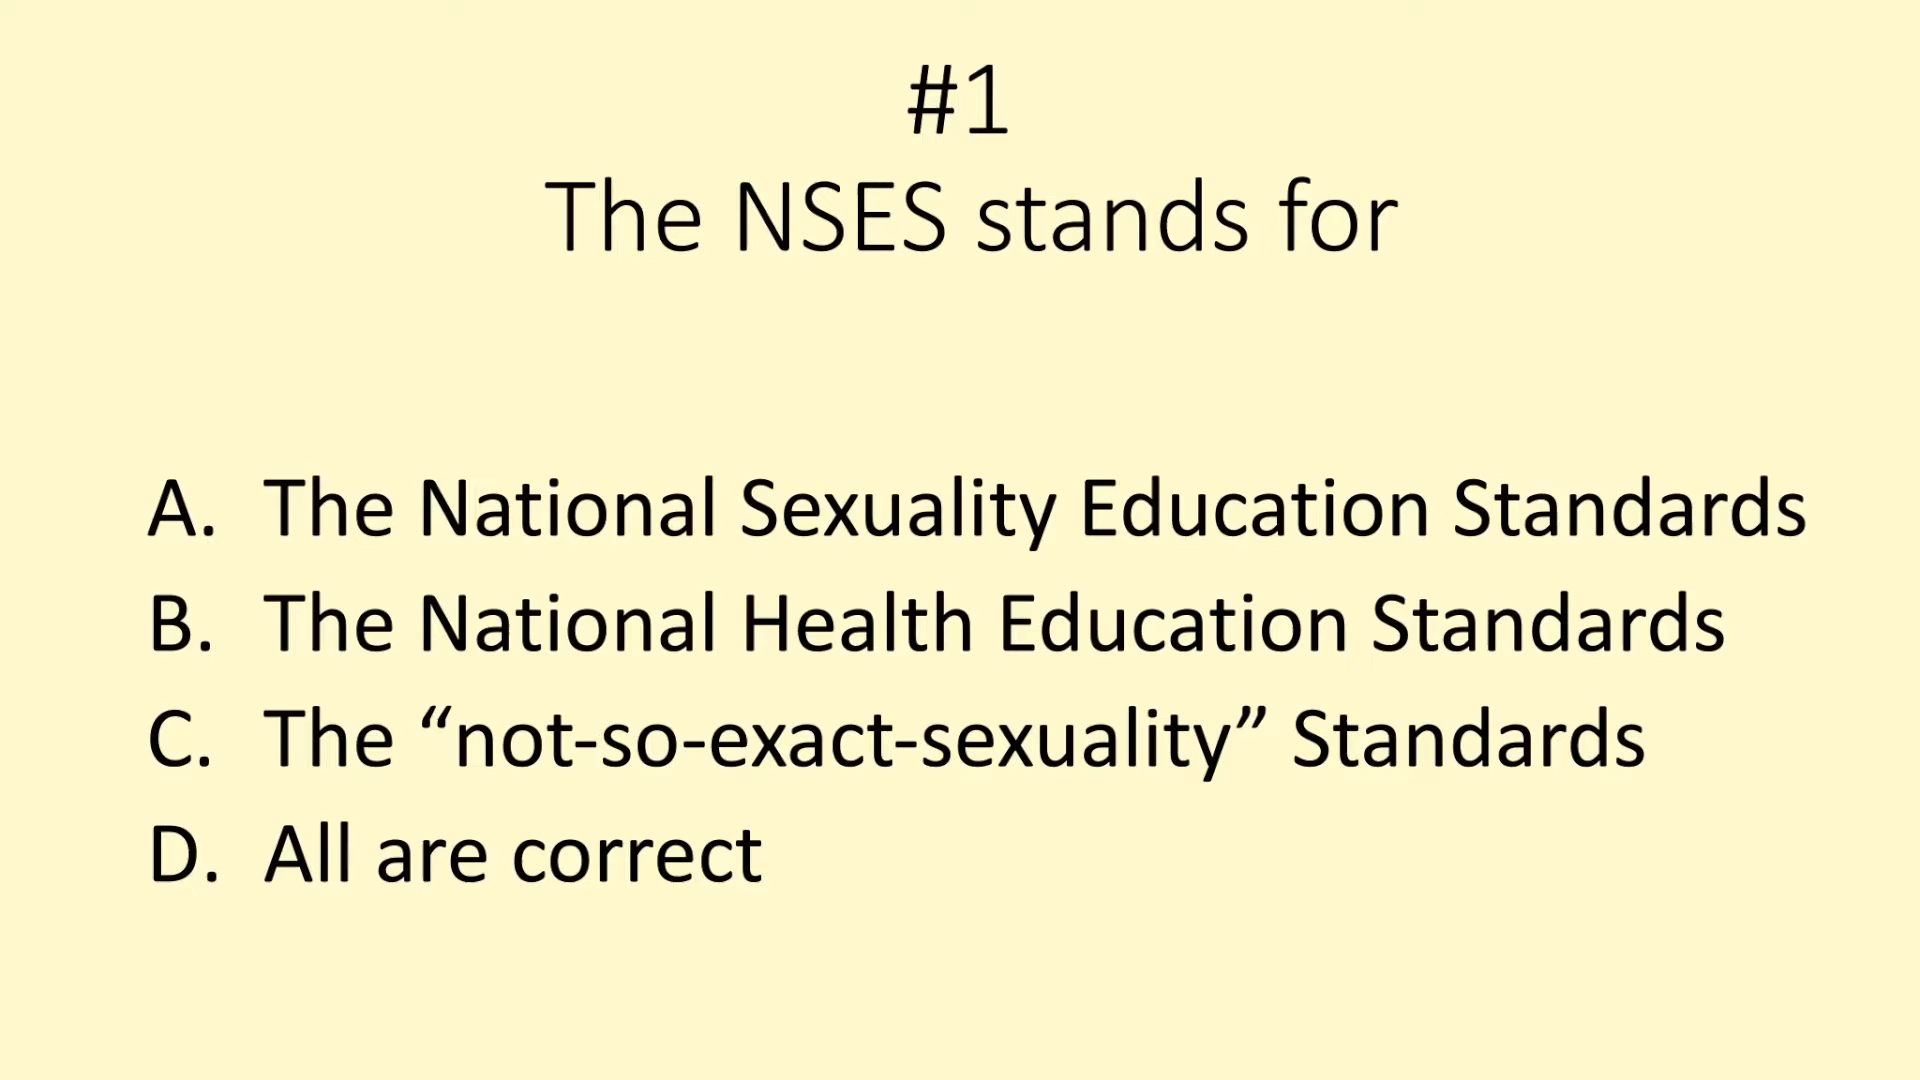 #1
The NSES stands for
A. The National Sexuality Education Standards
B. The National Health Education Standards
C. The “not-so-exact-sexuality” Standards
D. All are correct